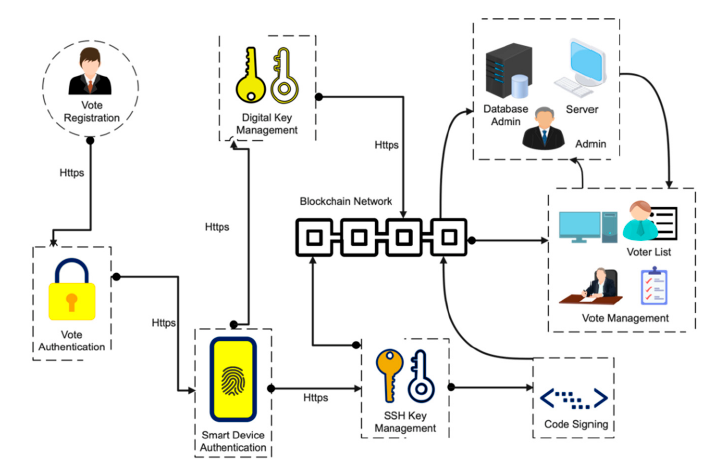 Vote
Registration
Https
Vote
Authentication
Https
Smart Device
Authentication
Https
Digital Key
Management
Https
Https
SSH Key
Management
Blockchain Network
Code Signing
Database
Admin
Server
Admin
Voter List
Vote Management